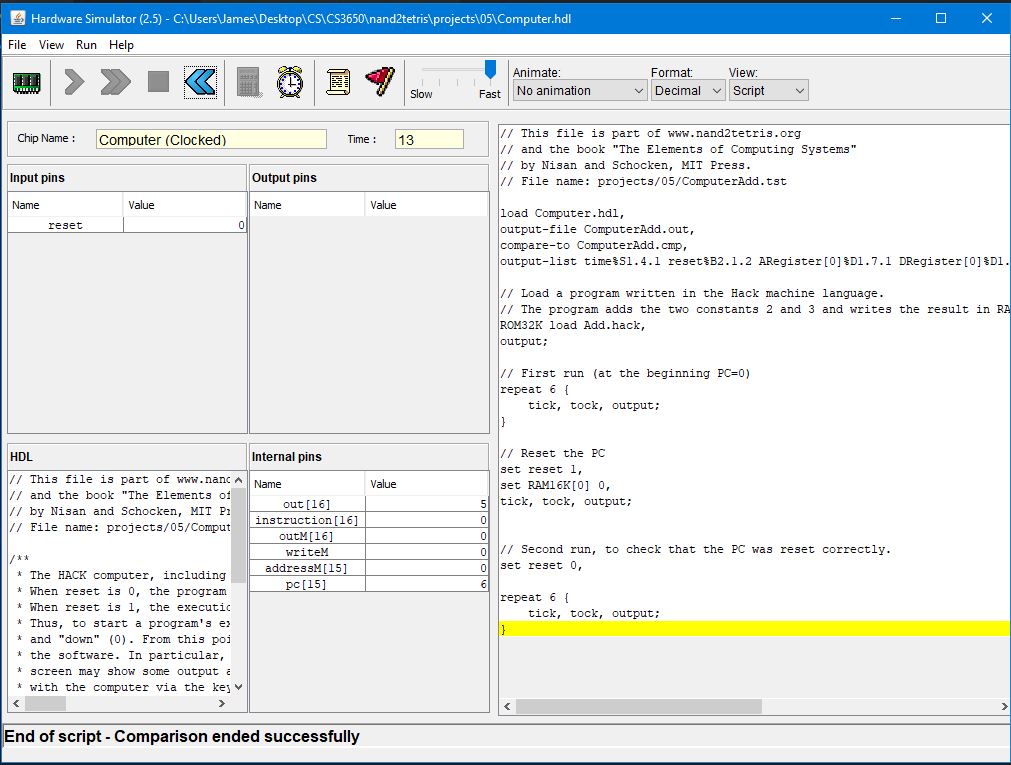 Hardware Simulator (2.5) - C:\Users\James\Desktop\CS\CS3650\nand2tetris\projects\05\Computer.hdl
File View Run Help
Slow Fast
Animate:
No animation
Format:
Decimal
View:
Script
Chip Name : Computer (Clocked) Time : 13
Input pins
Name Value
reset 0
Output pins
Name Value
HDL
// This file is part of www.nand
// and the book "The Elements of
// by Nisan and Schocken, MIT Pr
// File name: projects/05/Comput
/**
* The HACK computer, including
* When reset is 0, the program
* When reset is 1, the executio
* Thus, to start a program's ex
* and "down" (0). From this poi
* the software. In particular,
* screen may show some output a
* with the computer via the key
Internal pins
Name Value
out[16] 5
instruction[16] 0
outM[16] 0
writeM 0
addressM[15] 0
pc[15] 6
// This file is part of www.nand2tetris.org
// and the book "The Elements of Computing Systems"
// by Nisan and Schocken, MIT Press.
// File name: projects/05/ComputerAdd.tst
load Computer.hdl,
output-file ComputerAdd.out,
compare-to ComputerAdd.cmp,
output-list time%S1.4.1 reset%B2.1.2 ARegister[0]%D1.7.1 DRegister[0]%D1.
// Load a program written in the Hack machine language.
// The program adds the two constants 2 and 3 and writes the result in RA
ROM32K load Add.hack,
output;
// First run (at the beginning PC=0)
repeat 6 {
tick, tock, output;
}
// Reset the PC
set reset 1,
set RAM16K[0] 0,
tick, tock, output;
// Second run, to check that the PC was reset correctly.
set reset 0,
repeat 6 {
tick, tock, output;
}
End of script - Comparison ended successfully